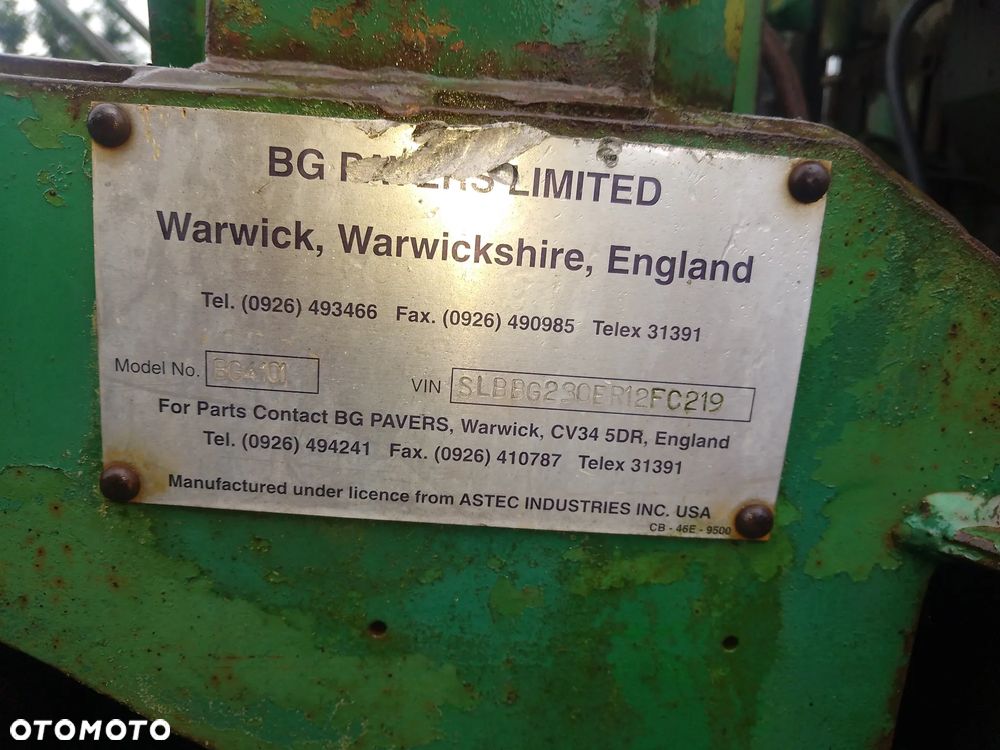 BG PAVERS LIMITED
Warwick, Warwickshire, England
Tel. (0926) 493466 Fax. (0926) 490985 Telex 31391
Model No. BG4101
VIN SLBBG230ER12FC219
For Parts Contact BG PAVERS, Warwick, CV34 5DR, England
Tel. (0926) 494241 Fax. (0926) 410787 Telex 31391
Manufactured under licence from ASTEC INDUSTRIES INC. USA
CB - 46E - 9500
OTOMOTO